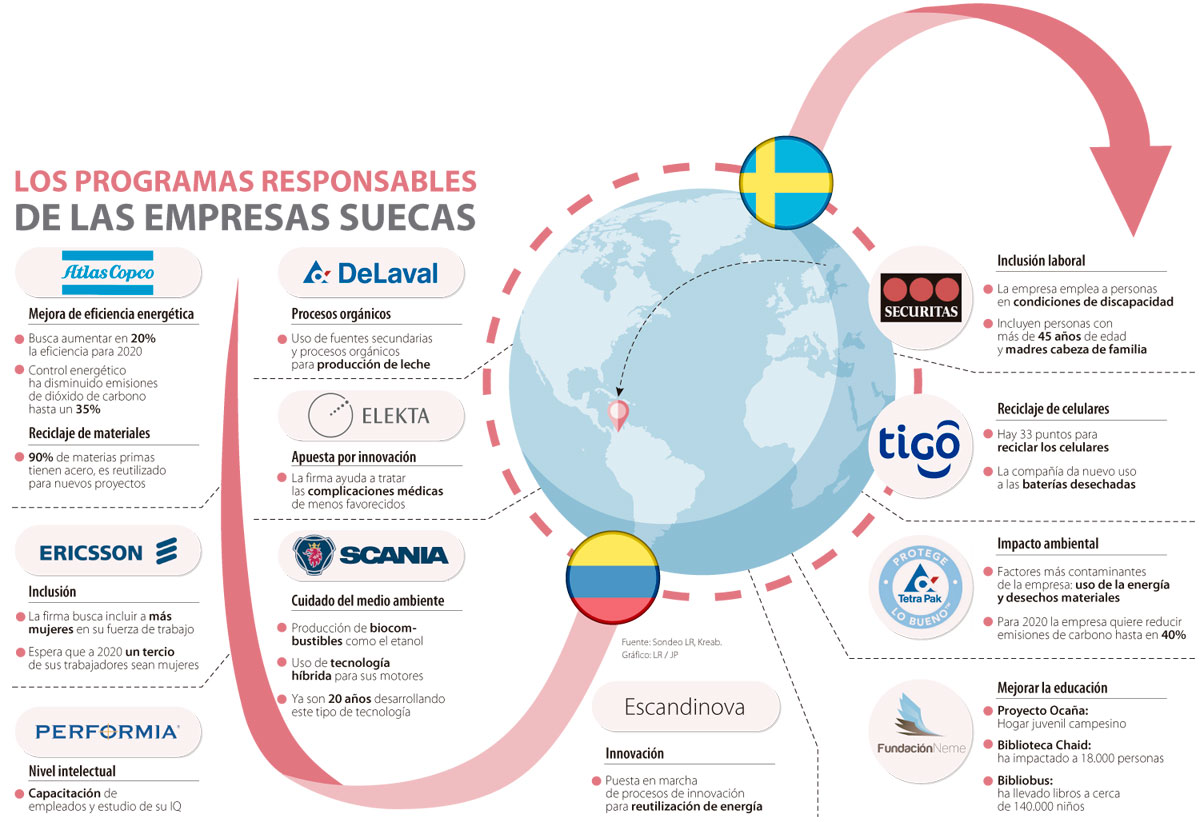 LOS PROGRAMAS RESPONSABLES
DE LAS EMPRESAS SUECAS
Atlas Copco
Mejora de eficiencia energética
Busca aumentar en 20%
la eficiencia para 2020
Control energético
ha disminuido emisiones
de dióxido de carbono
hasta un 35%
Reciclaje de materiales
90% de materias primas
tienen acero, es reutilizado
para nuevos proyectos
ERICSSON
Inclusión
La firma busca incluir a más
mujeres en su fuerza de trabajo
Espera que a 2020 un tercio
de sus trabajadores sean mujeres
PERFORMIA
Nivel intelectual
Capacitación de
empleados y estudio de su IQ
DeLaval
Procesos orgánicos
Uso de fuentes secundarias
y procesos orgánicos
para producción de leche
ELEKTA
Apuesta por innovación
La firma ayuda a tratar
las complicaciones médicas
de menos favorecidos
SCANIA
Cuidado del medio ambiente
Producción de biocom-
bustibles como el etanol
Uso de tecnología
híbrida para sus motores
Ya son 20 años desarrollando
este tipo de tecnología
Fuente: Sondeo LR, Kreab.
Gráfico: LR / JP
Escandinova
Innovación
Puesta en marcha
de procesos de innovación
para reutilización de energía
SECURITAS
Inclusión laboral
La empresa emplea a personas
en condiciones de discapacidad
Incluyen personas con
más de 45 años de edad
y madres cabeza de familia
tigo
Reciclaje de celulares
Hay 33 puntos para
reciclar los celulares
La compañía da nuevo uso
a las baterías desechadas
PROTEGE
Tetra Pak
LO BUENO™
Impacto ambiental
Factores más contaminantes
de la empresa: uso de la energía
y desechos materiales
Para 2020 la empresa quiere reducir
emisiones de carbono hasta en 40%
FundaciónNeme
Mejorar la educación
Proyecto Ocaña:
Hogar juvenil campesino
Biblioteca Chaid:
ha impactado a 18.000 personas
Bibliobus:
ha llevado libros a cerca
de 140.000 niños